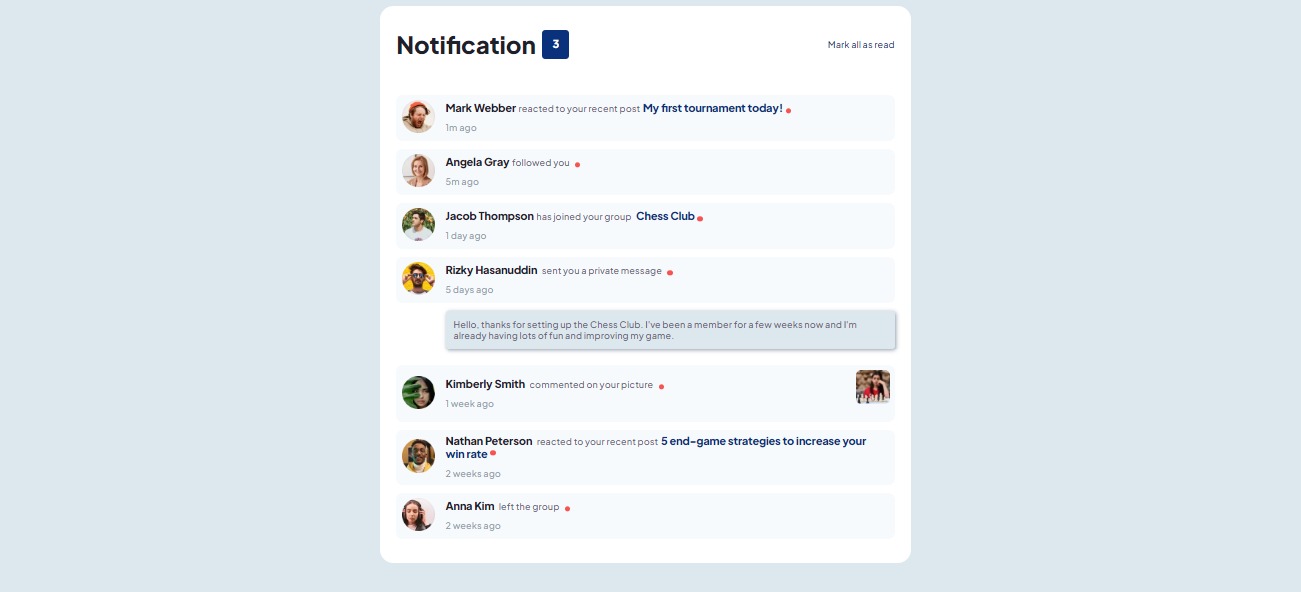 Notification 3
Mark all as read
Mark Webber reacted to your recent post My first tournament today!
1m ago
Angela Gray followed you
5m ago
Jacob Thompson has joined your group Chess Club
1 day ago
Rizky Hasanuddin sent you a private message
5 days ago
Hello, thanks for setting up the Chess Club. I've been a member for a few weeks now and I'm
already having lots of fun and improving my game.
Kimberly Smith commented on your picture
1 week ago
Nathan Peterson reacted to your recent post 5 end-game strategies to increase your
win rate
2 weeks ago
Anna Kim left the group
2 weeks ago